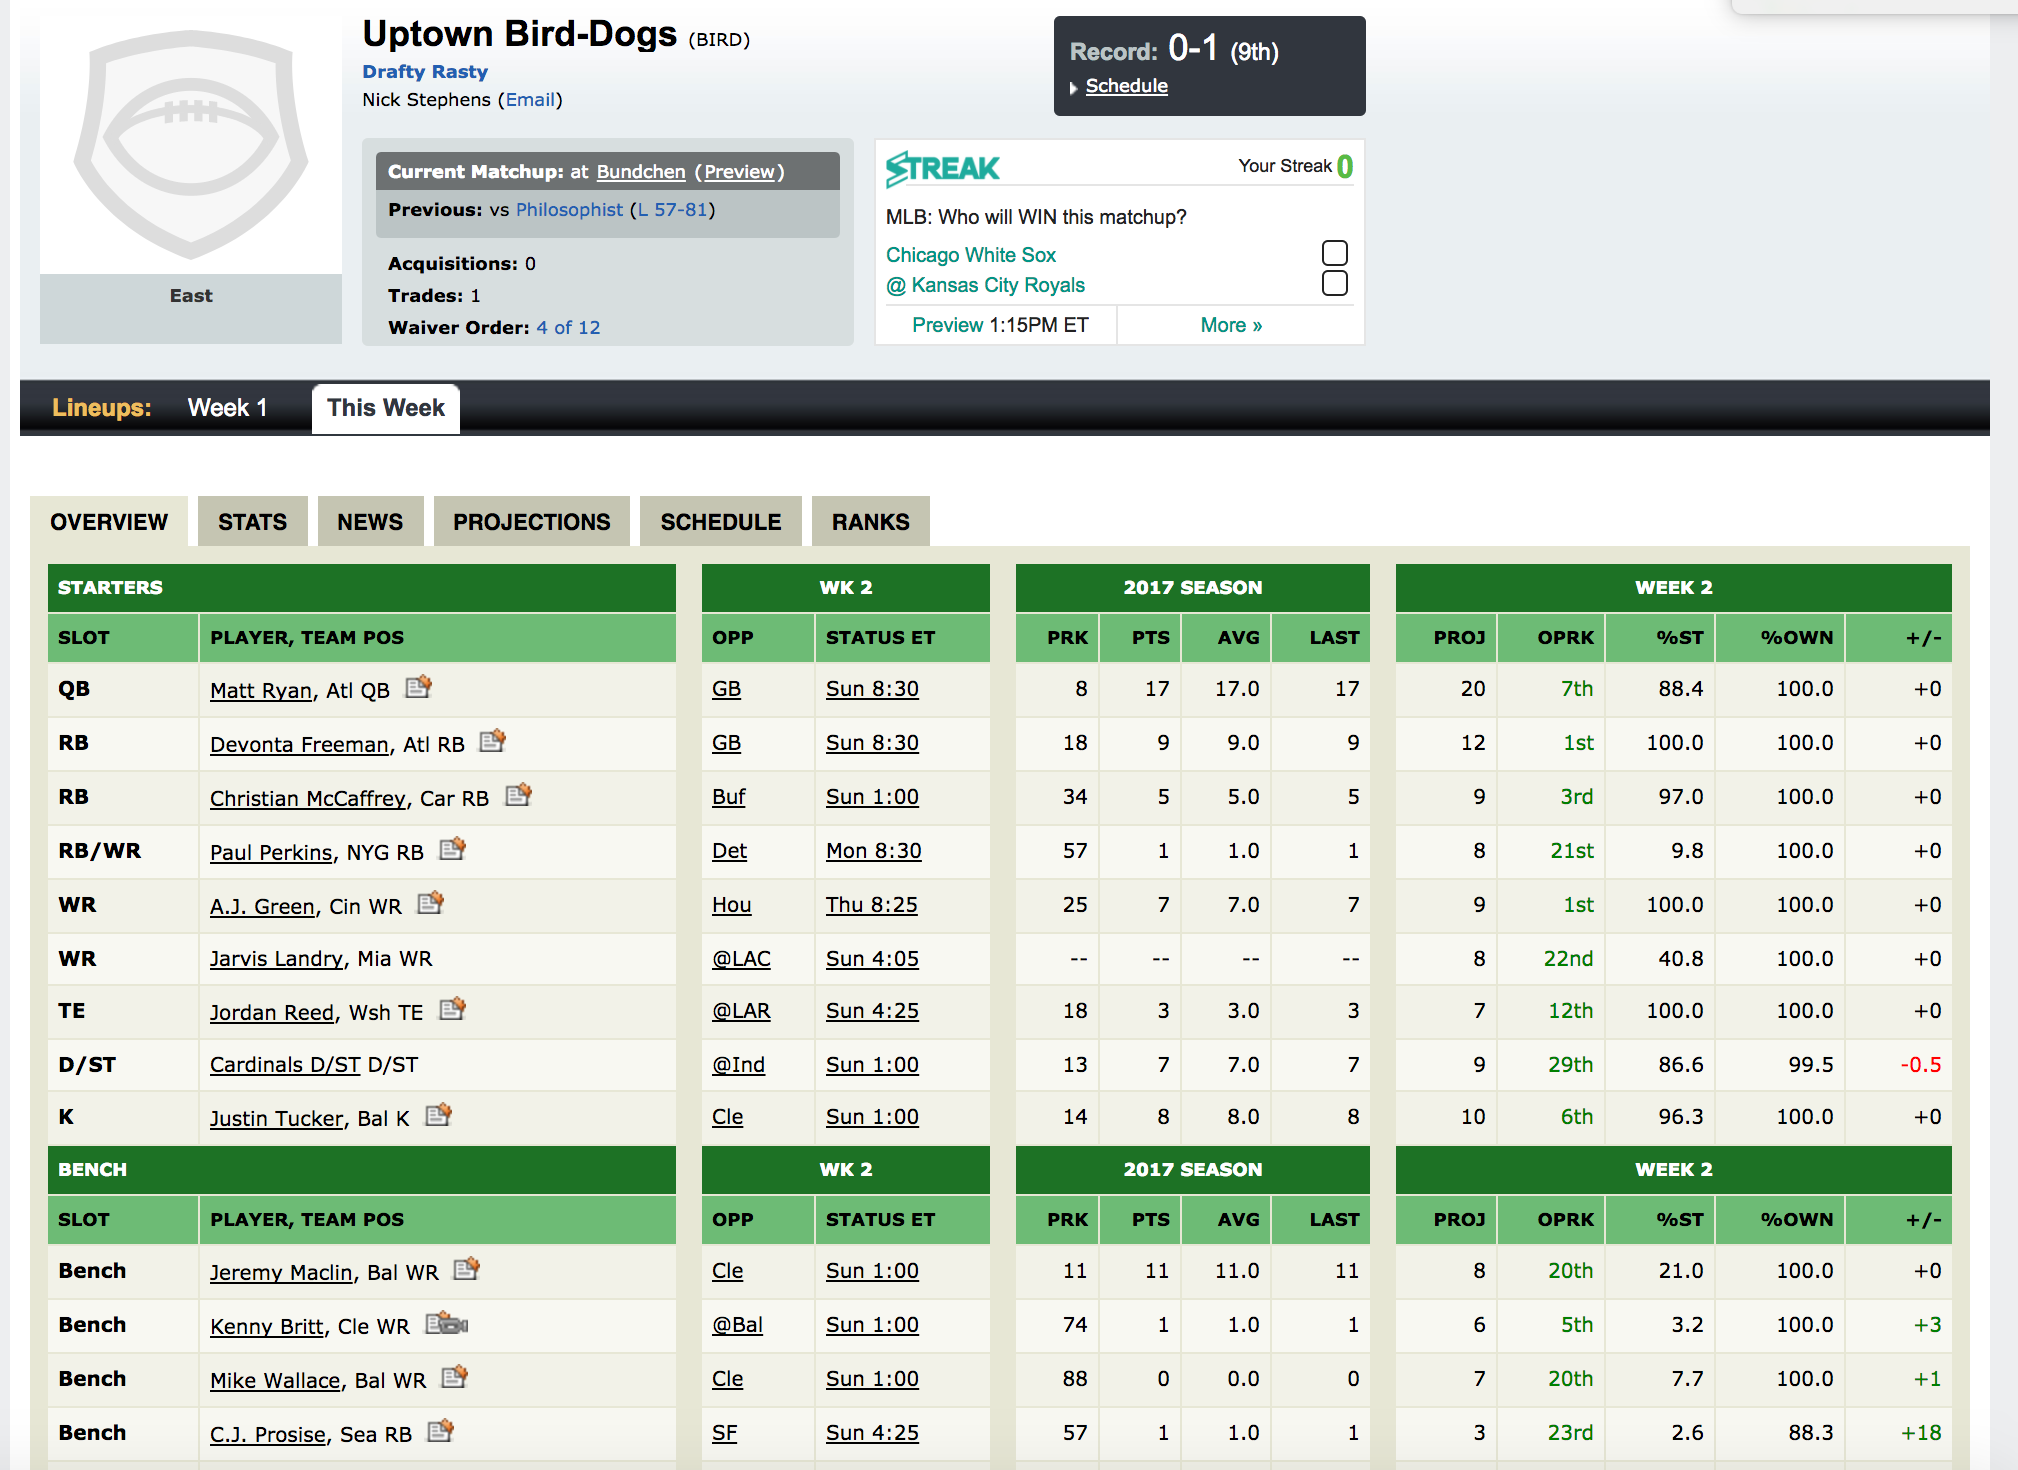 Uptown Bird-Dogs (BIRD)
Drafty Rasty
Nick Stephens (Email)
Record: 0-1 (9th)
Schedule
East
Current Matchup: at Bundchen (Preview)
Previous: vs Philosophist (L 57-81)
Acquisitions: 0
Trades: 1
Waiver Order: 4 of 12
STREAK Your Streak 0
MLB: Who will WIN this matchup?
Chicago White Sox
@ Kansas City Royals
Preview 1:15PM ET More »
Lineups: Week 1 This Week
OVERVIEW STATS NEWS PROJECTIONS SCHEDULE RANKS
STARTERS WK 2 2017 SEASON WEEK 2
SLOT PLAYER, TEAM POS OPP STATUS ET PRK PTS AVG LAST PROJ OPRK %ST %OWN +/-
QB Matt Ryan, Atl QB GB Sun 8:30 8 17 17.0 17 20 7th 88.4 100.0 +0
RB Devonta Freeman, Atl RB GB Sun 8:30 18 9 9.0 9 12 1st 100.0 100.0 +0
RB Christian McCaffrey, Car RB Buf Sun 1:00 34 5 5.0 5 9 3rd 97.0 100.0 +0
RB/WR Paul Perkins, NYG RB Det Mon 8:30 57 1 1.0 1 8 21st 9.8 100.0 +0
WR A.J. Green, Cin WR Hou Thu 8:25 25 7 7.0 7 9 1st 100.0 100.0 +0
WR Jarvis Landry, Mia WR @LAC Sun 4:05 -- -- -- -- 8 22nd 40.8 100.0 +0
TE Jordan Reed, Wsh TE @LAR Sun 4:25 18 3 3.0 3 7 12th 100.0 100.0 +0
D/ST Cardinals D/ST D/ST @Ind Sun 1:00 13 7 7.0 7 9 29th 86.6 99.5 -0.5
K Justin Tucker, Bal K Cle Sun 1:00 14 8 8.0 8 10 6th 96.3 100.0 +0
BENCH WK 2 2017 SEASON WEEK 2
SLOT PLAYER, TEAM POS OPP STATUS ET PRK PTS AVG LAST PROJ OPRK %ST %OWN +/-
Bench Jeremy Maclin, Bal WR Cle Sun 1:00 11 11 11.0 11 8 20th 21.0 100.0 +0
Bench Kenny Britt, Cle WR @Bal Sun 1:00 74 1 1.0 1 6 5th 3.2 100.0 +3
Bench Mike Wallace, Bal WR Cle Sun 1:00 88 0 0.0 0 7 20th 7.7 100.0 +1
Bench C.J. Prosise, Sea RB SF Sun 4:25 57 1 1.0 1 3 23rd 2.6 88.3 +18